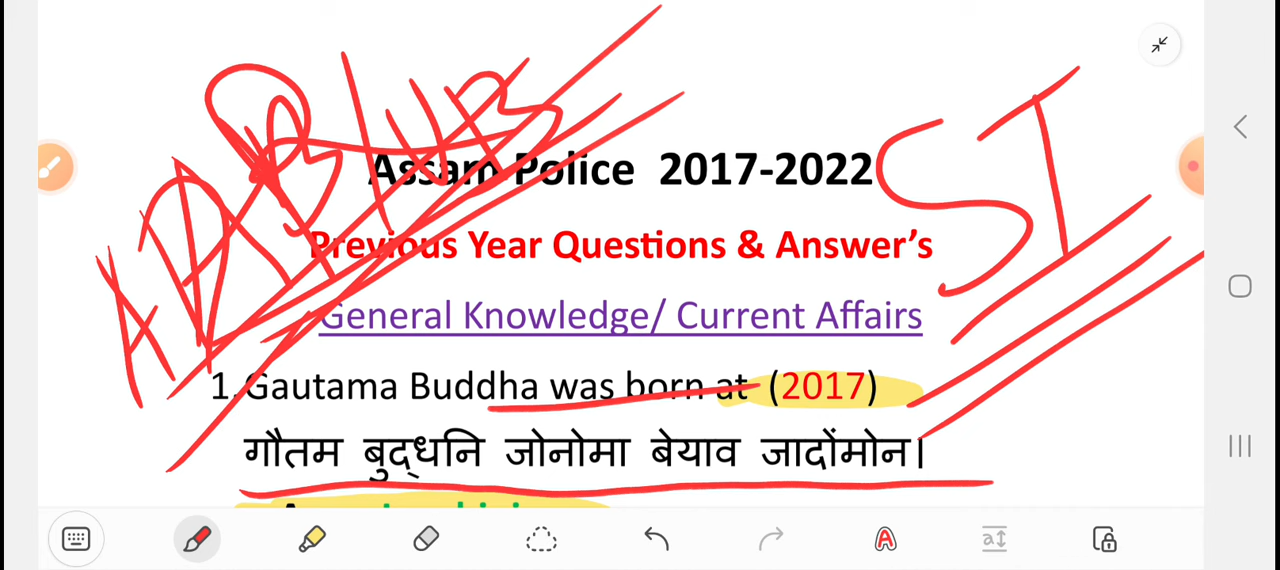 Assam Police 2017-2022
SI
Previous Year Questions & Answer's
General Knowledge/ Current Affairs
1. Gautama Buddha was born at (2017)
गौतम बुद्धनि जोनोमा बेयाव जादोंमोन।